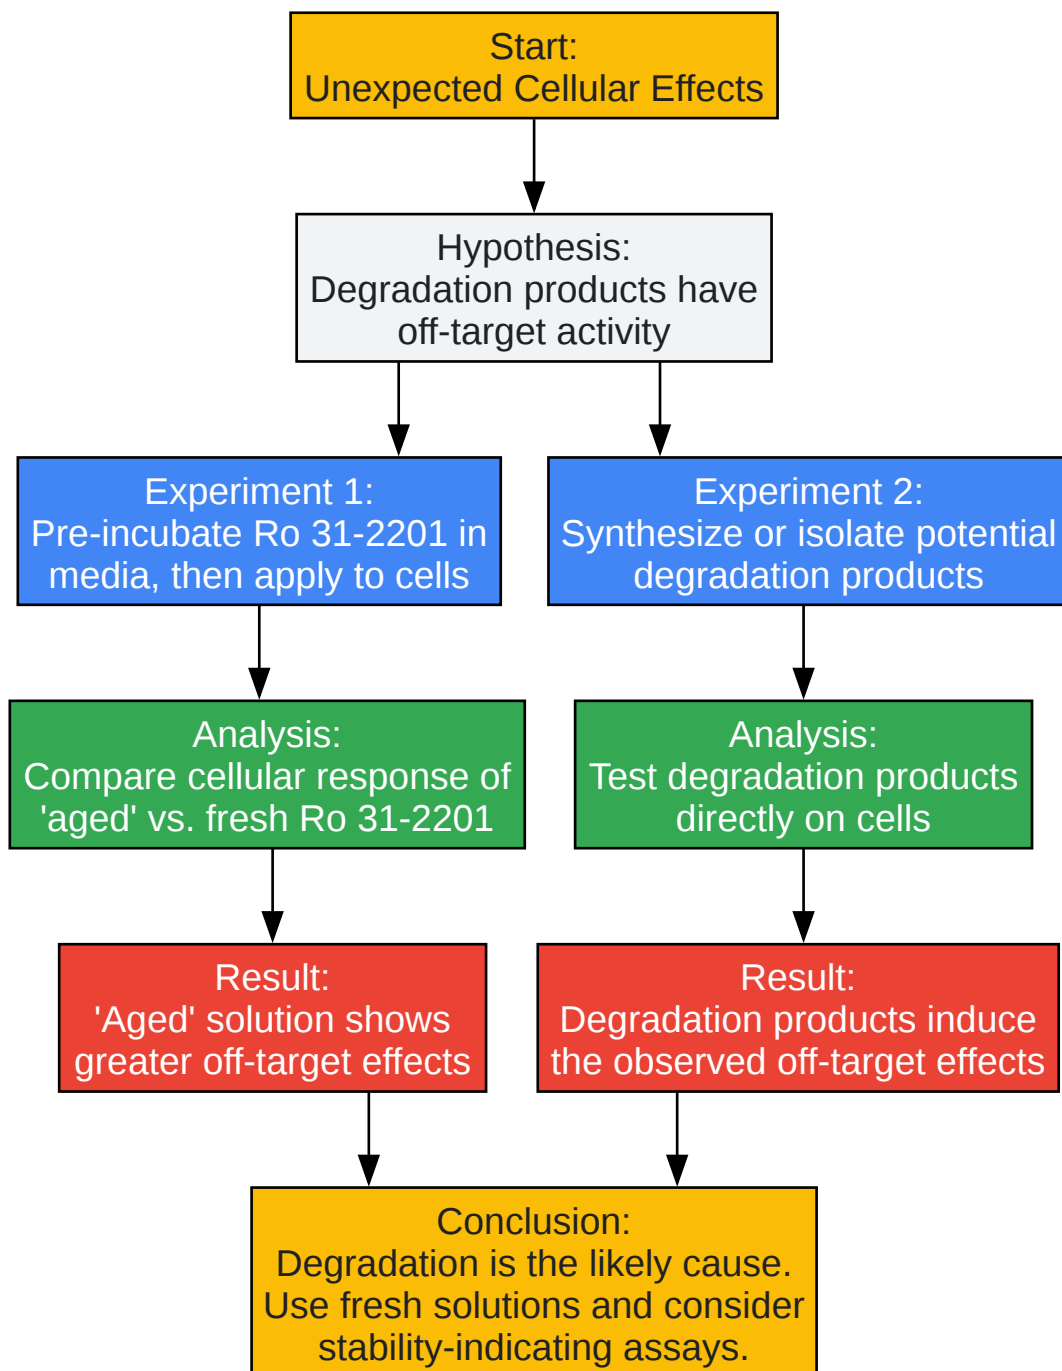 Start:
Unexpected Cellular Effects
Hypothesis:
Degradation products have
off-target activity
Experiment 1:
Pre-incubate Ro 31-2201 in
media, then apply to cells
Experiment 2:
Synthesize or isolate potential
degradation products
Analysis:
Compare cellular response of
'aged' vs. fresh Ro 31-2201
Analysis:
Test degradation products
directly on cells
Result:
'Aged' solution shows
greater off-target effects
Result:
Degradation products induce
the observed off-target effects
Conclusion:
Degradation is the likely cause.
Use fresh solutions and consider
stability-indicating assays.